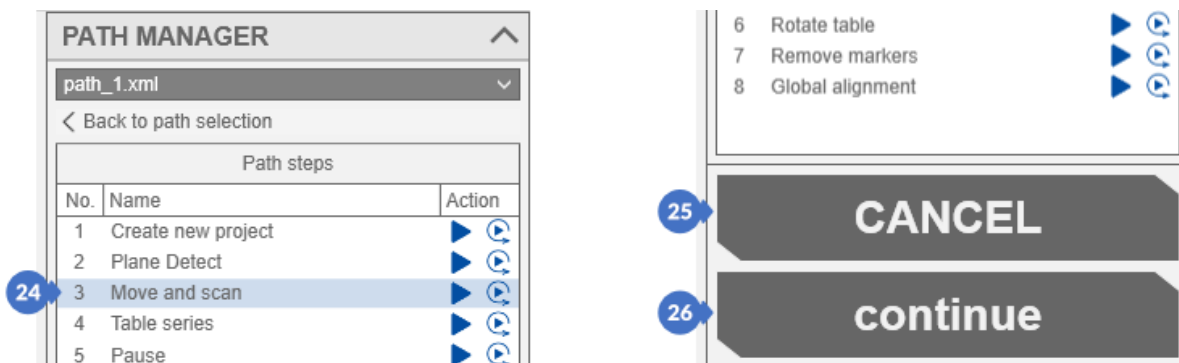 PATH MANAGER
path_1.xml
Back to path selection
Path steps
No. Name Action
1 Create new project
2 Plane Detect
24 3 Move and scan
4 Table series
5 Pause
6 Rotate table
7 Remove markers
8 Global alignment
25 CANCEL
26 continue